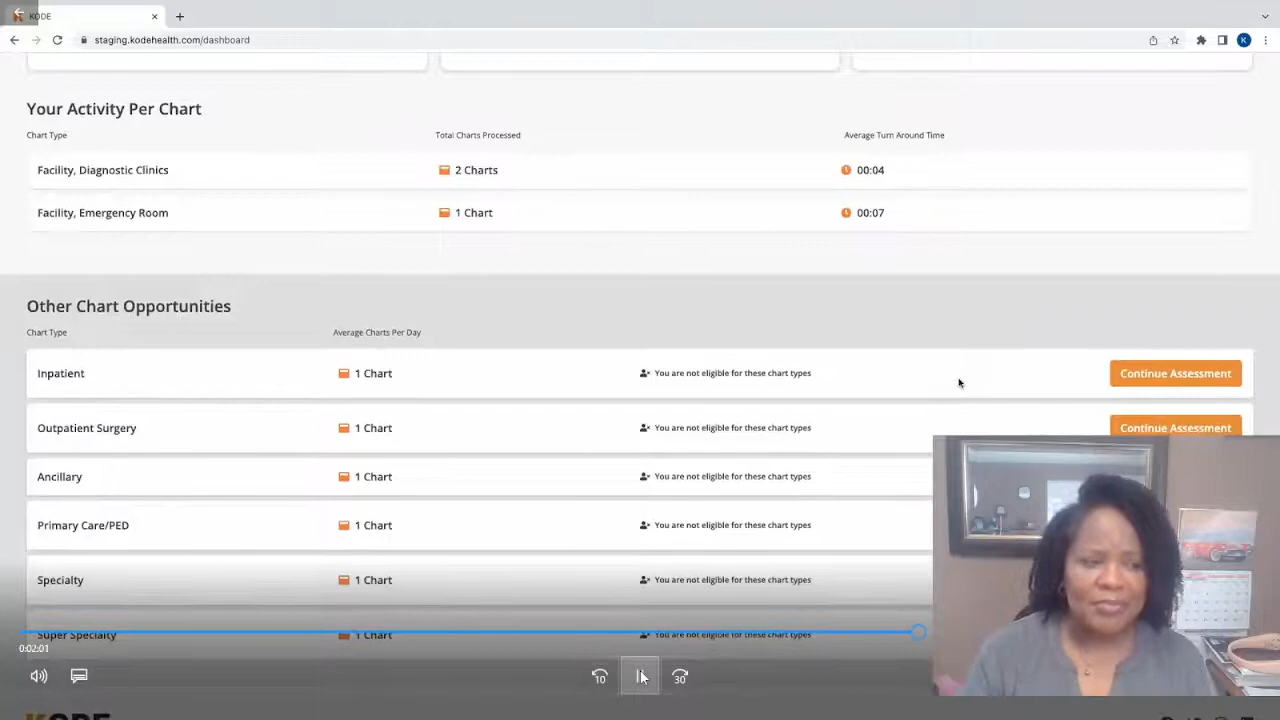 KODE
staging.kodehealth.com/dashboard
K
Your Activity Per Chart
Chart Type Total Charts Processed Average Turn Around Time
Facility, Diagnostic Clinics 2 Charts 00:04
Facility, Emergency Room 1 Chart 00:07
Other Chart Opportunities
Chart Type Average Charts Per Day
Inpatient 1 Chart You are not eligible for these chart types Continue Assessment
Outpatient Surgery 1 Chart You are not eligible for these chart types Continue Assessment
Ancillary 1 Chart You are not eligible for these chart types
Primary Care/PED 1 Chart You are not eligible for these chart types
Specialty 1 Chart You are not eligible for these chart types
Super Specialty 1 Chart You are not eligible for these chart types
0:02:01
10 30
KODE